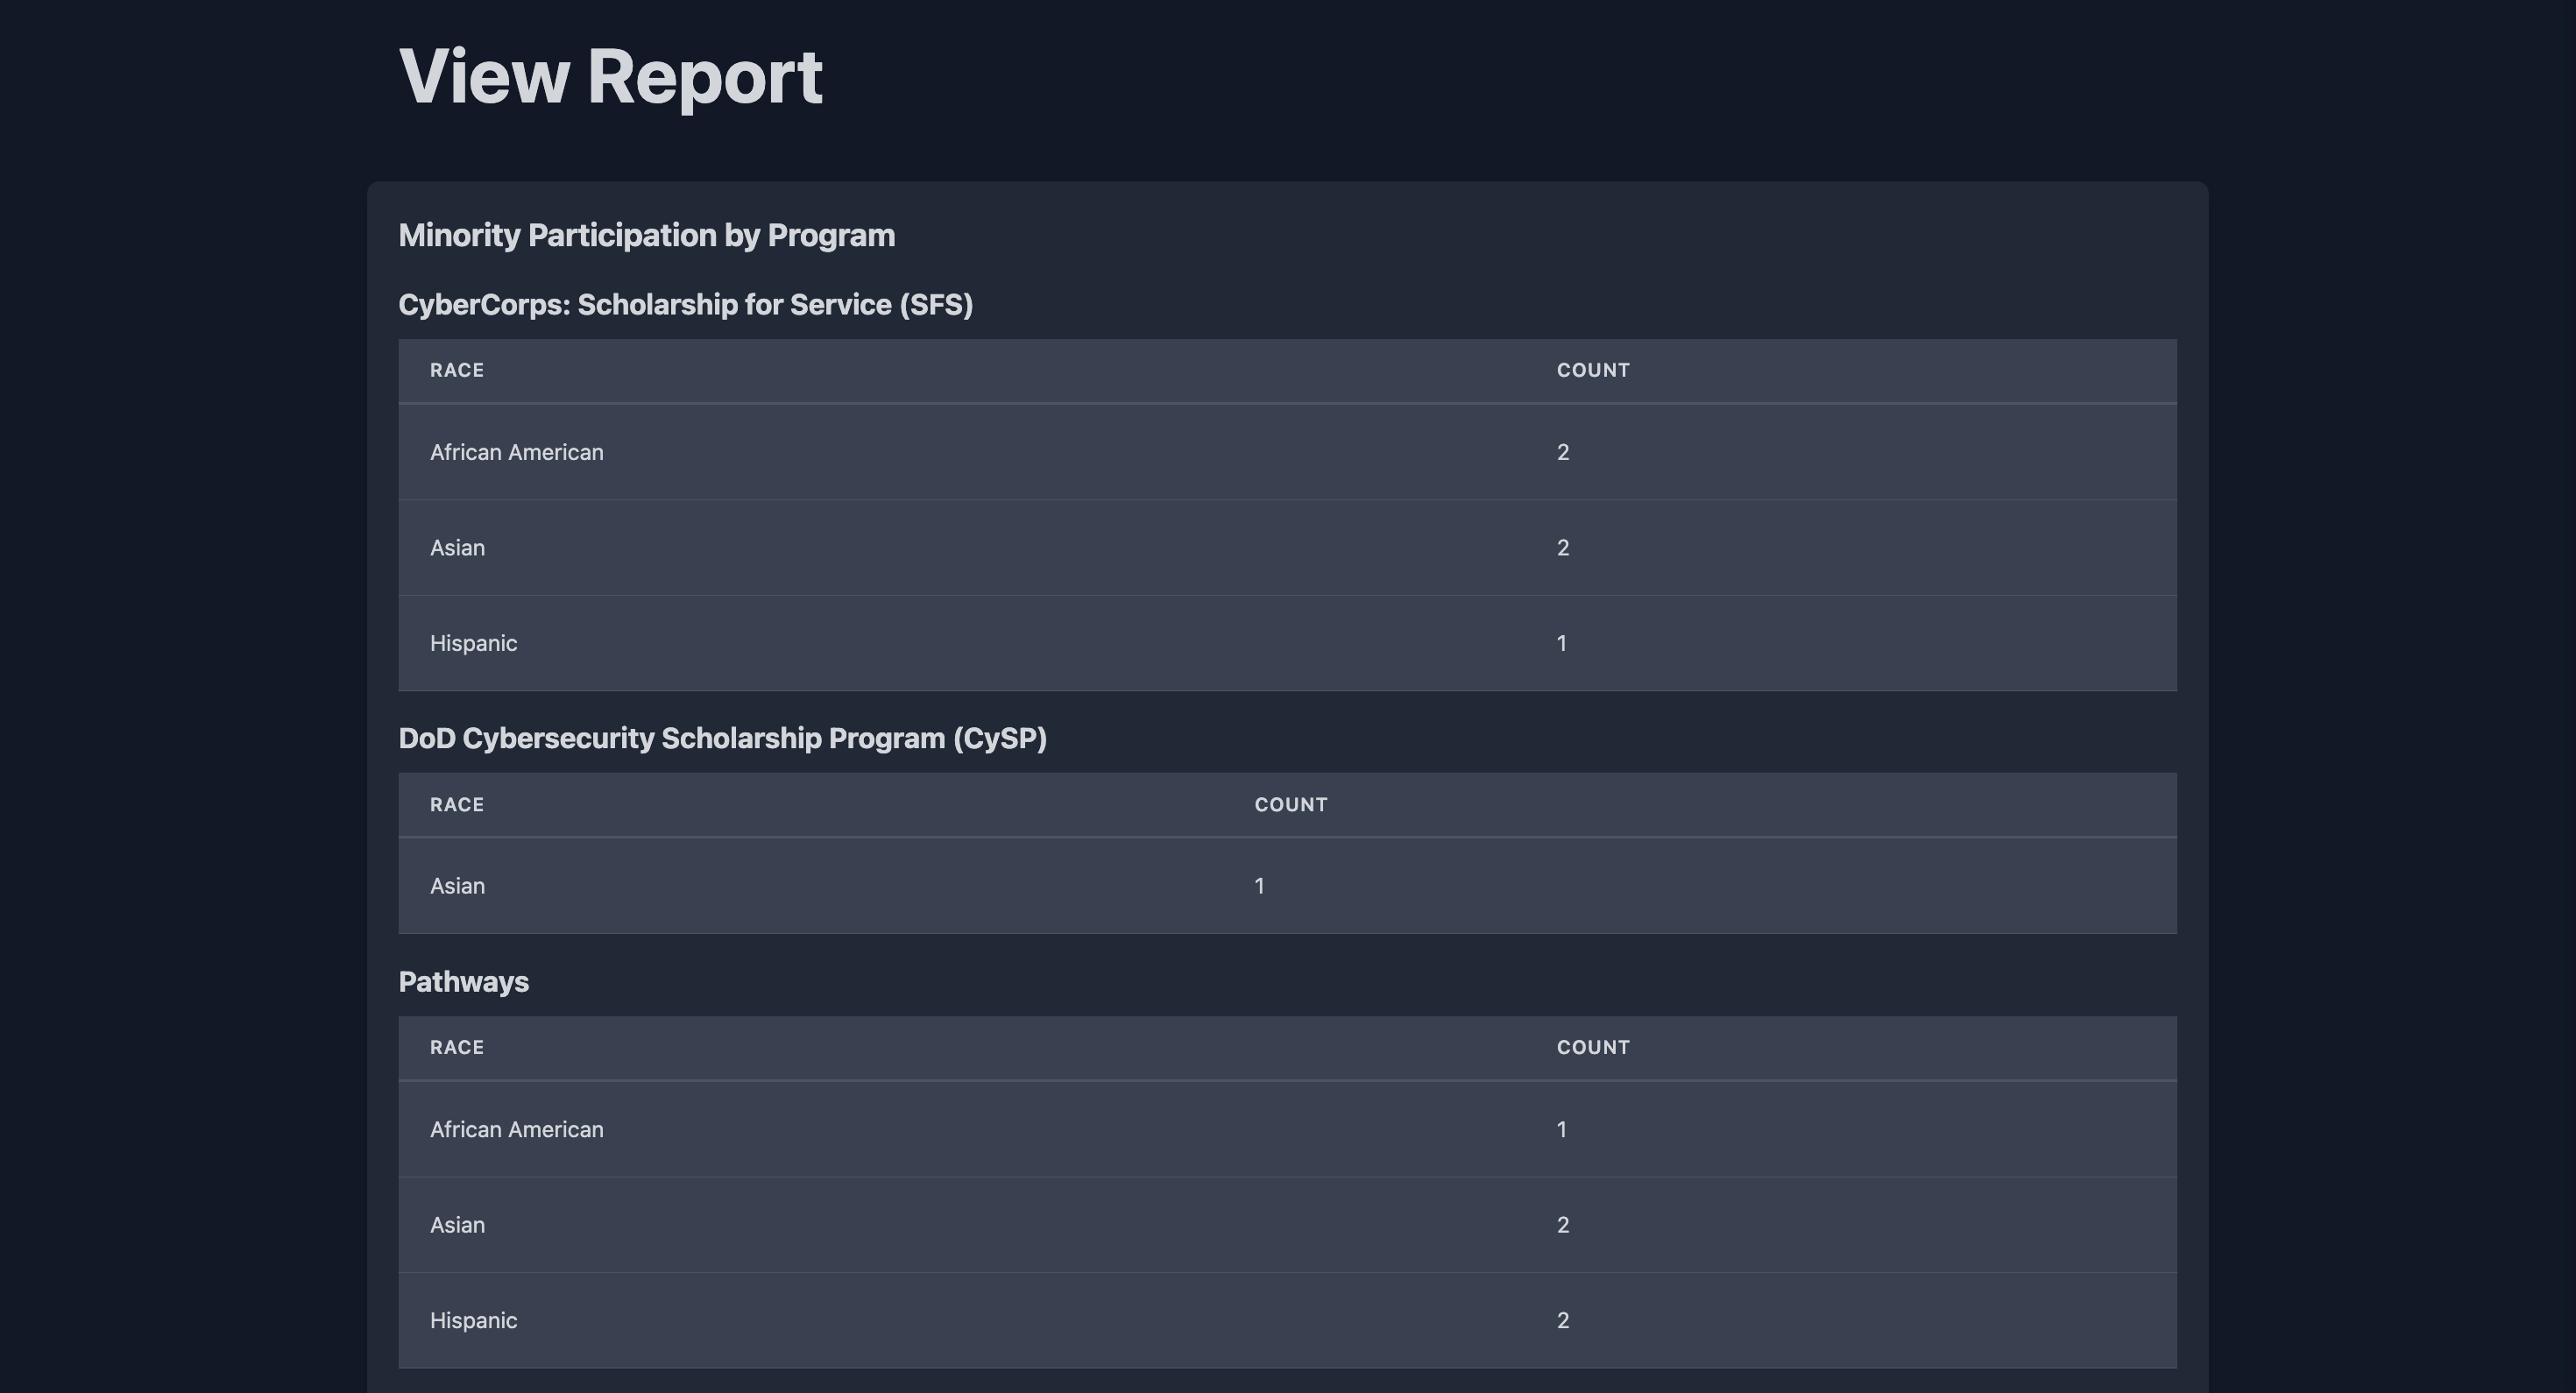 View Report
Minority Participation by Program
CyberCorps: Scholarship for Service (SFS)
RACE COUNT
African American 2
Asian 2
Hispanic 1
DoD Cybersecurity Scholarship Program (CySP)
RACE COUNT
Asian 1
Pathways
RACE COUNT
African American 1
Asian 2
Hispanic 2